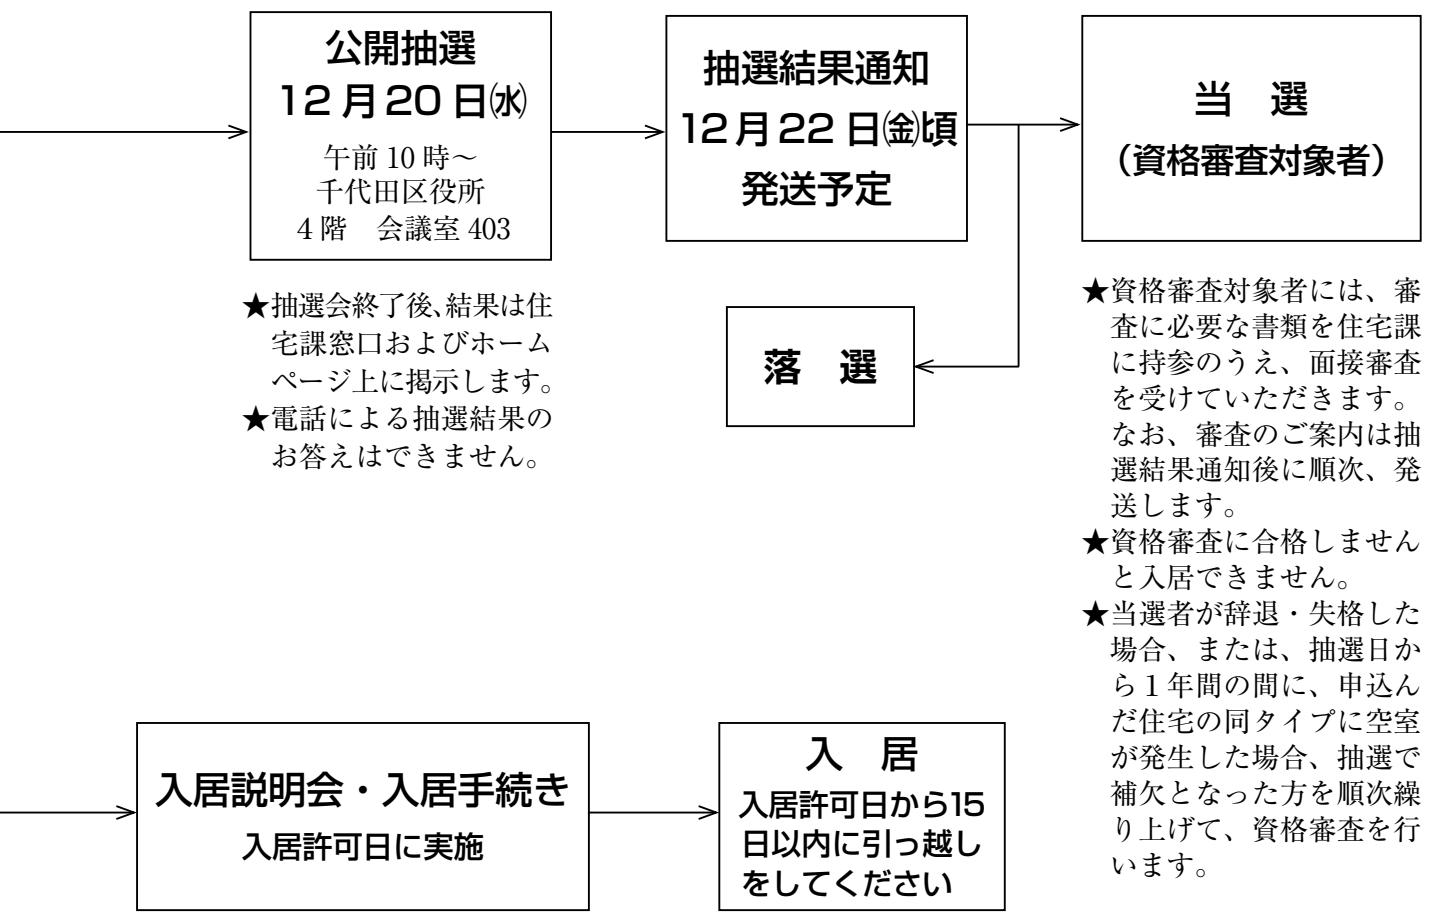 公開抽選
12月20日㈬
午前 10 時～
千代田区役所
4階　会議室 403
★抽選会終了後、結果は住
宅課窓口およびホーム
ページ上に掲示します。
★電話による抽選結果の
お答えはできません。
抽選結果通知
12月22日㈮頃
発送予定
落　選
当　選
（資格審査対象者）
★資格審査対象者には、審
査に必要な書類を住宅課
に持参のうえ、面接審査
を受けていただきます。
なお、審査のご案内は抽
選結果通知後に順次、発
送します。
★資格審査に合格しません
と入居できません。
★当選者が辞退・失格した
場合、または、抽選日か
ら１年間の間に、申込ん
だ住宅の同タイプに空室
が発生した場合、抽選で
補欠となった方を順次繰
り上げて、資格審査を行
います。
入居説明会・入居手続き
入居許可日に実施
入　居
入居許可日から15
日以内に引っ越し
をしてください